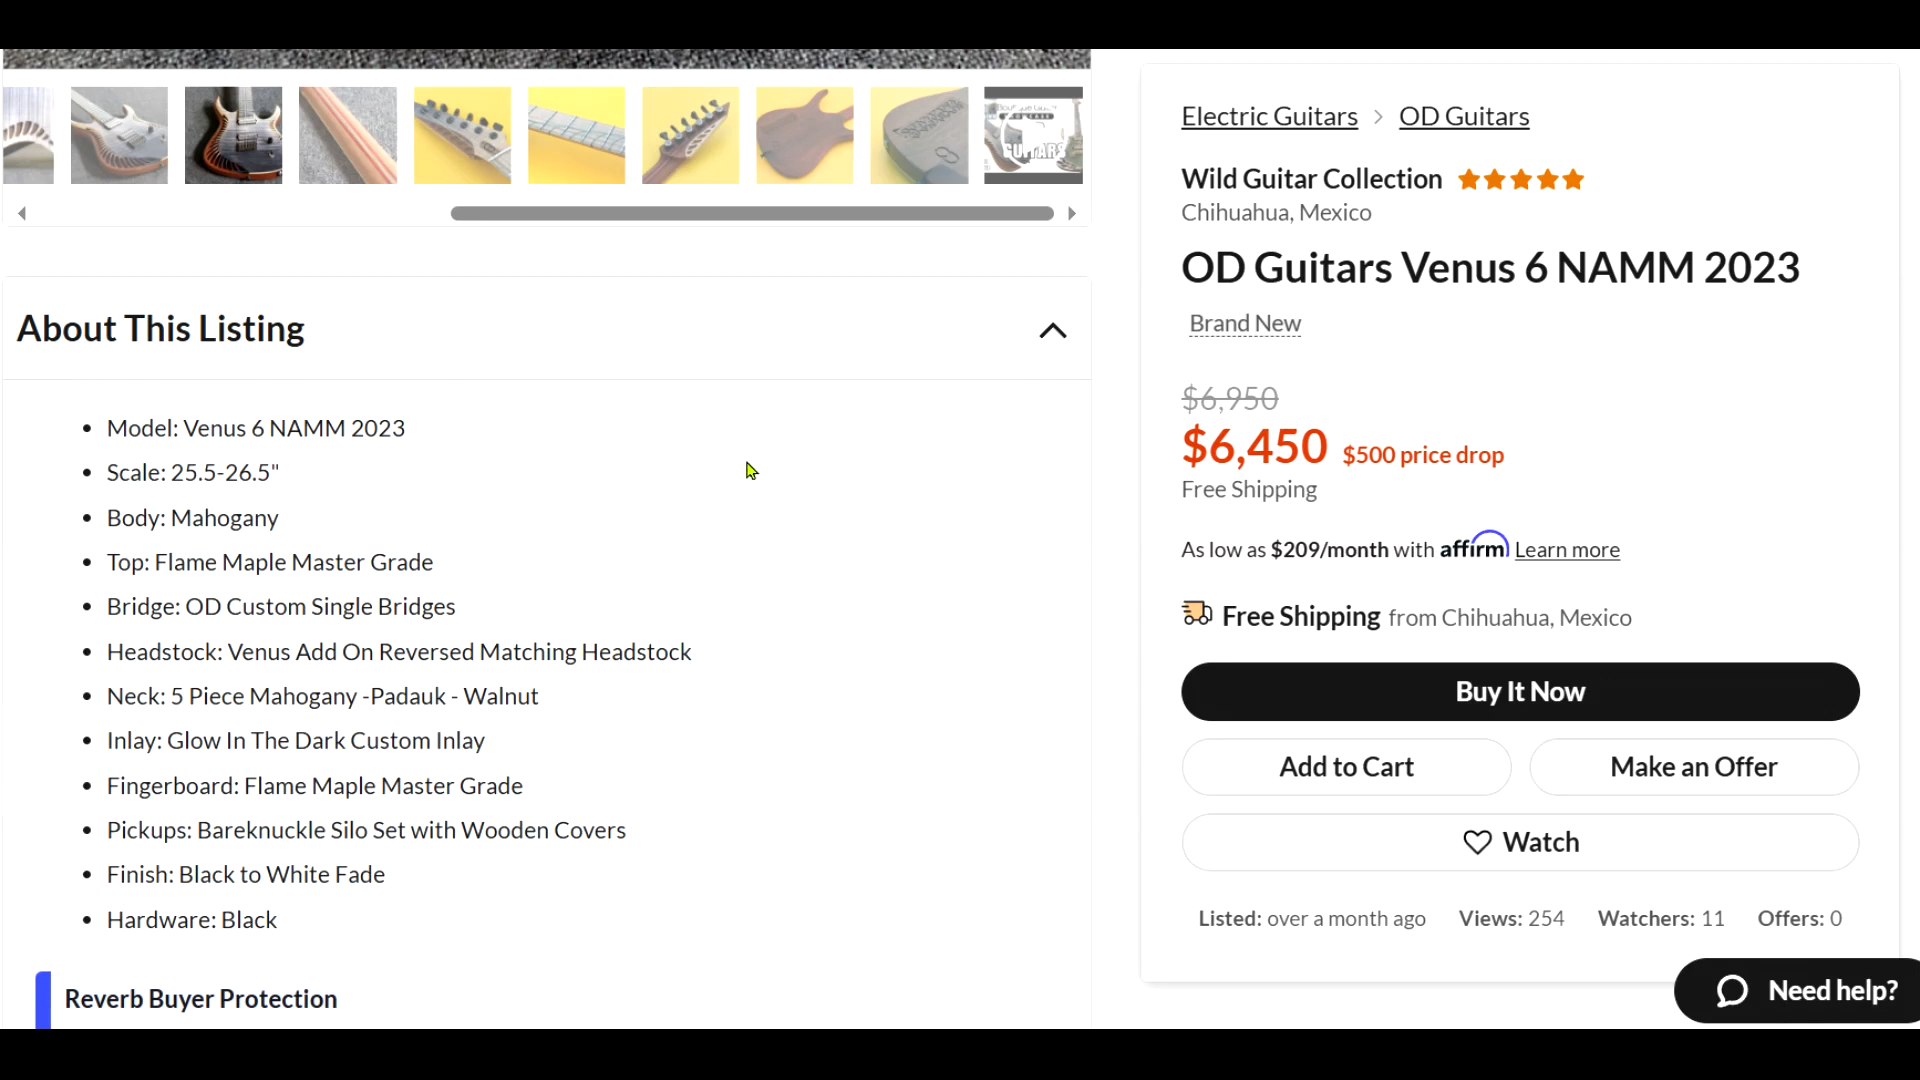 GUITARS
About This Listing
Model: Venus 6 NAMM 2023
Scale: 25.5-26.5"
Body: Mahogany
Top: Flame Maple Master Grade
Bridge: OD Custom Single Bridges
Headstock: Venus Add On Reversed Matching Headstock
Neck: 5 Piece Mahogany -Padauk - Walnut
Inlay: Glow In The Dark Custom Inlay
Fingerboard: Flame Maple Master Grade
Pickups: Bareknuckle Silo Set with Wooden Covers
Finish: Black to White Fade
Hardware: Black
Reverb Buyer Protection
Electric Guitars > OD Guitars
Wild Guitar Collection
Chihuahua, Mexico
OD Guitars Venus 6 NAMM 2023
Brand New
$6,950
$6,450 $500 price drop
Free Shipping
As low as $209/month with affirm Learn more
Free Shipping from Chihuahua, Mexico
Buy It Now
Add to Cart Make an Offer
Watch
Listed: over a month ago Views: 254 Watchers: 11 Offers: 0
Need help?